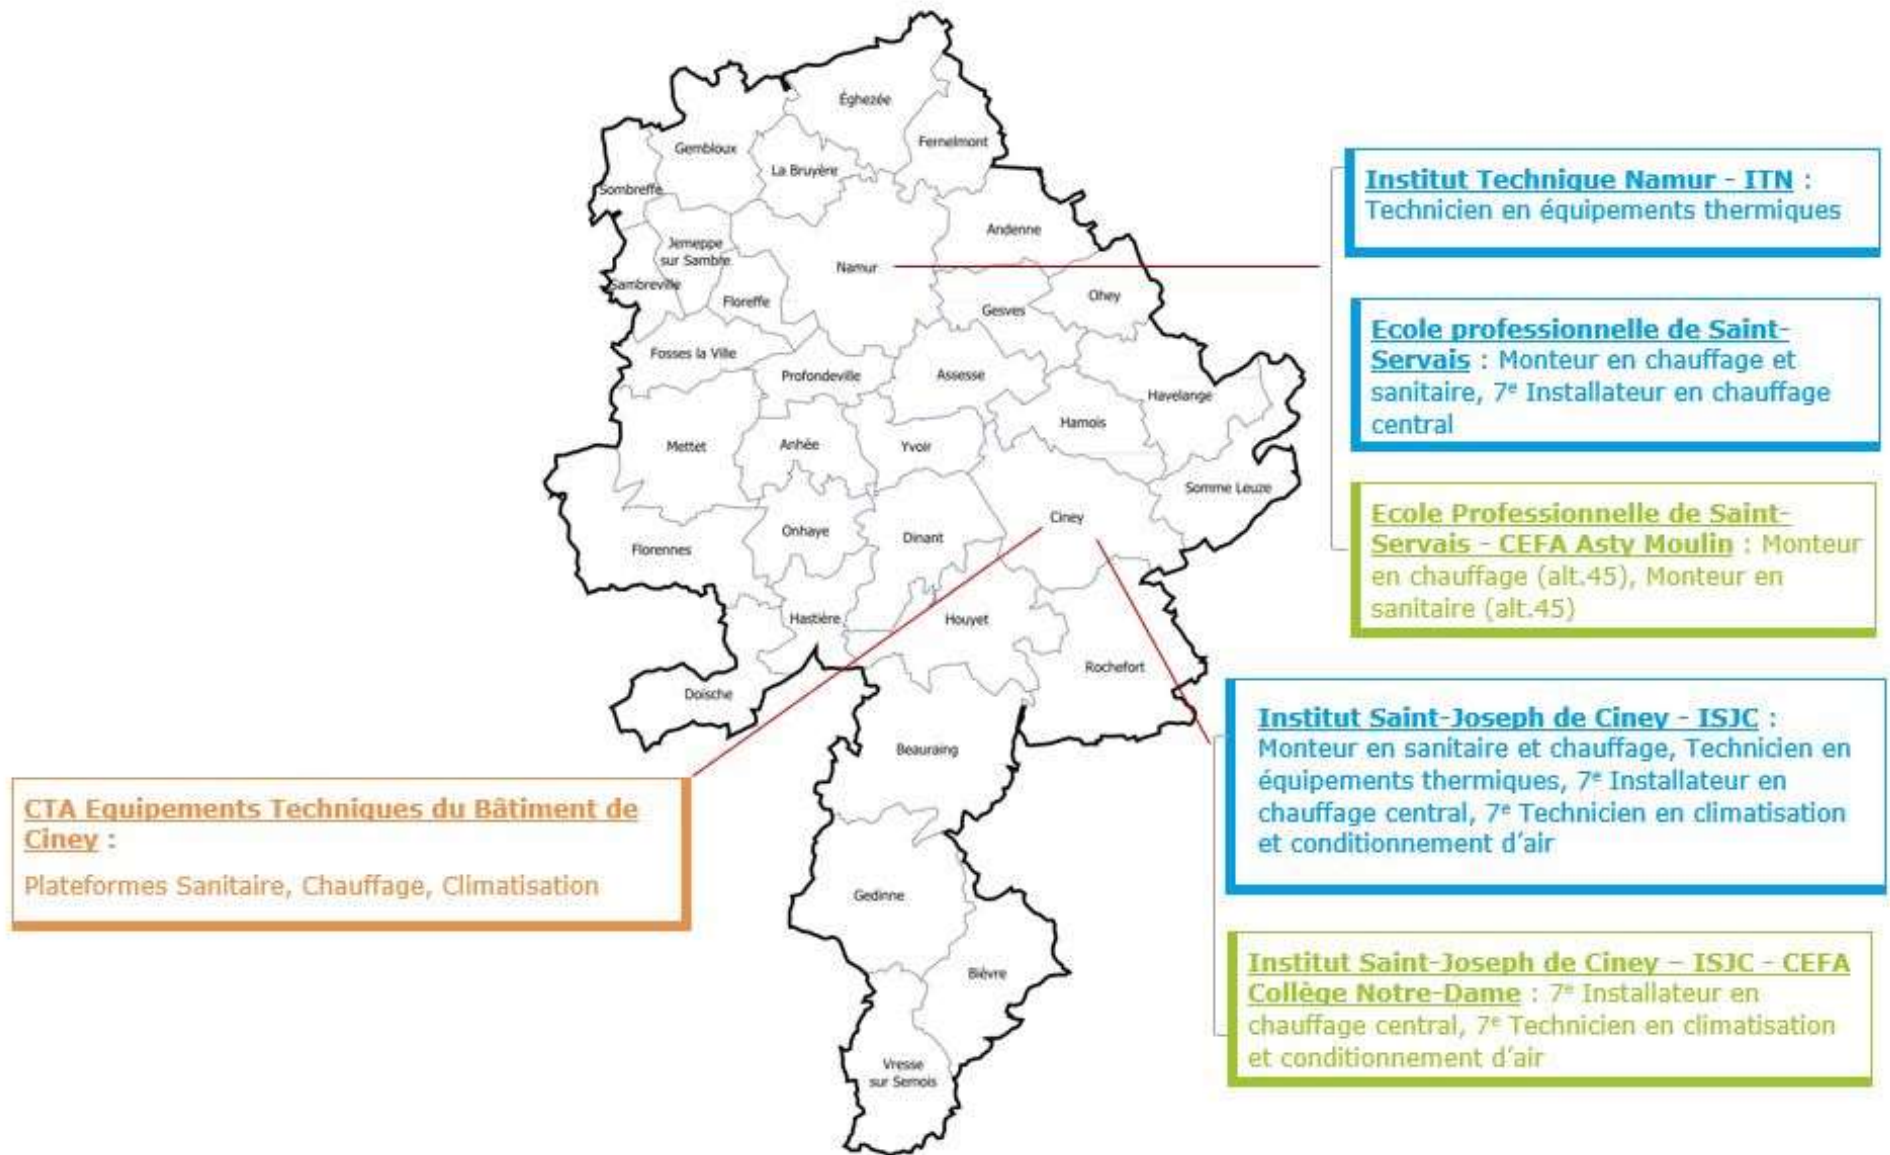 Éghezée
Fernelmont
Gembloux
La Bruyère
Sombreffe
Andenne
Jemeppe
sur Sambre
Namur
Sambreville
Floreffe
Ohey
Gesves
Fosses la Ville
Profondeville
Assesse
Havelange
Hamois
Mettet
Anhée
Yvoir
Somme Leuze
Ciney
Onhaye
Dinant
Florennes
Hastière
Houyet
Rochefort
Doische
Beauraing
Gedinne
Bièvre
Vresse
sur Semois
Institut Technique Namur - ITN :
Technicien en équipements thermiques
Ecole professionnelle de Saint-
Servais : Monteur en chauffage et
sanitaire, 7e Installateur en chauffage
central
Ecole Professionnelle de Saint-
Servais - CEFA Asty Moulin : Monteur
en chauffage (alt.45), Monteur en
sanitaire (alt.45)
Institut Saint-Joseph de Ciney - ISJC :
Monteur en sanitaire et chauffage, Technicien en
équipements thermiques, 7e Installateur en
chauffage central, 7e Technicien en climatisation
et conditionnement d'air
Institut Saint-Joseph de Ciney – ISJC - CEFA
Collège Notre-Dame : 7e Installateur en
chauffage central, 7e Technicien en climatisation
et conditionnement d'air
CTA Equipements Techniques du Bâtiment de
Ciney :
Plateformes Sanitaire, Chauffage, Climatisation